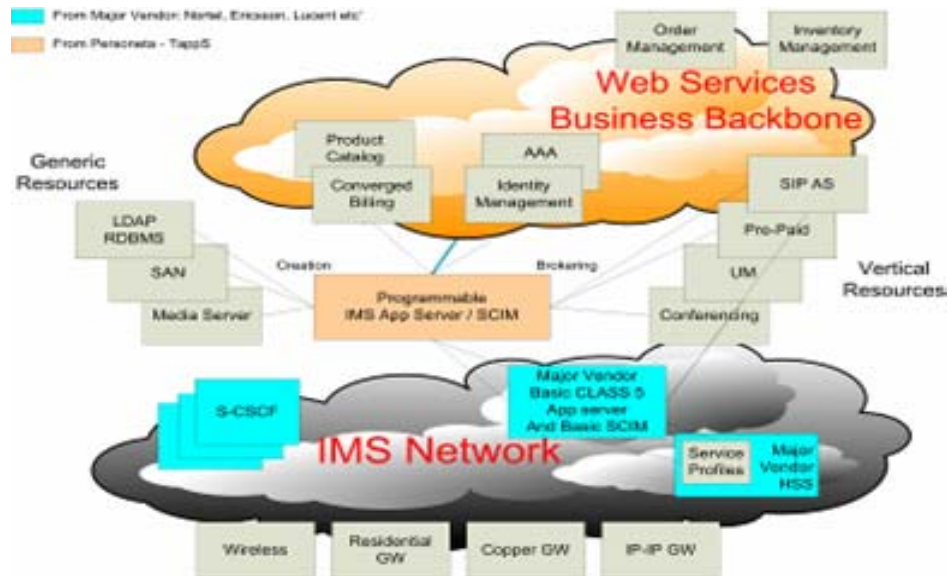 From Major Vendor: Nortel, Ericsson, Lucent etc'
From Personeta - TappS
Order
Management
Inventory
Management
Web Services
Business Backbone
Product
Catalog
AAA
Converged
Billing
Identity
Management
SIP AS
Generic
Resources
LDAP
RDBMS
Pre-Paid
SAN
Creation
Brokering
UM
Vertical
Resources
Media Server
Programmable
IMS App Server / SCIM
Conferencing
S-CSCF
Major Vendor
Basic CLASS 5
App server
And Basic SCIM
IMS Network
Service
Profiles
Major
Vendor
HSS
Wireless
Residential
GW
Copper GW
IP-IP GW